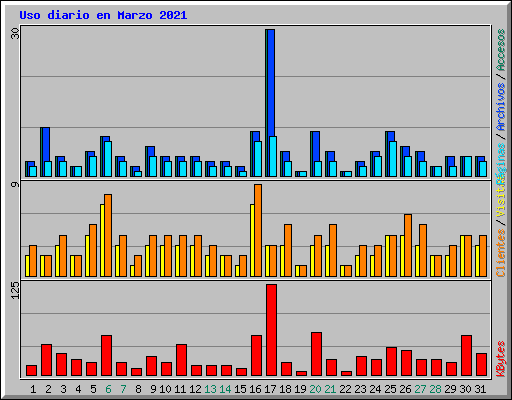 Uso diario en Marzo 2021
30
9
125
Clientes / Visitas
Páginas / Archivos / Accesos
KBytes
1 2 3 4 5 6 7 8 9 10 11 12 13 14 15 16 17 18 19 20 21 22 23 24 25 26 27 28 29 30 31